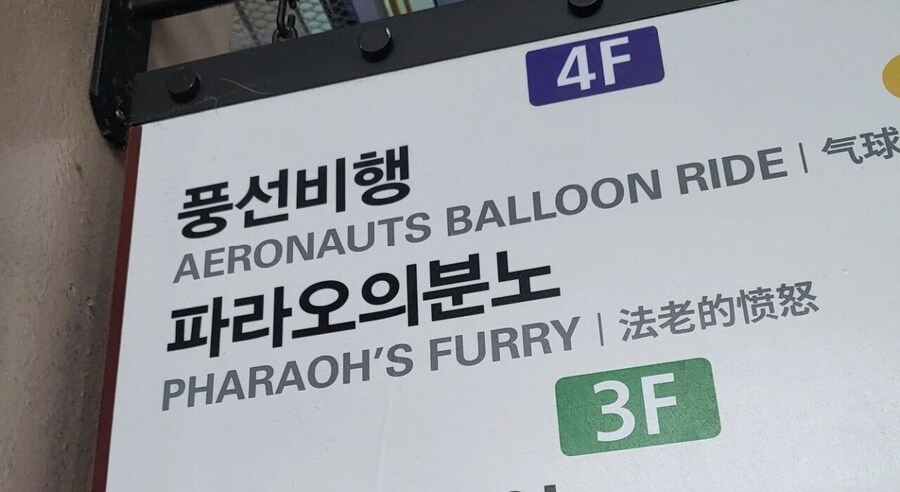 4F
풍선비행
AERONAUTS BALLOON RIDE | 气球
파라오의분노
PHARAOH'S FURRY | 法老的愤怒
3F